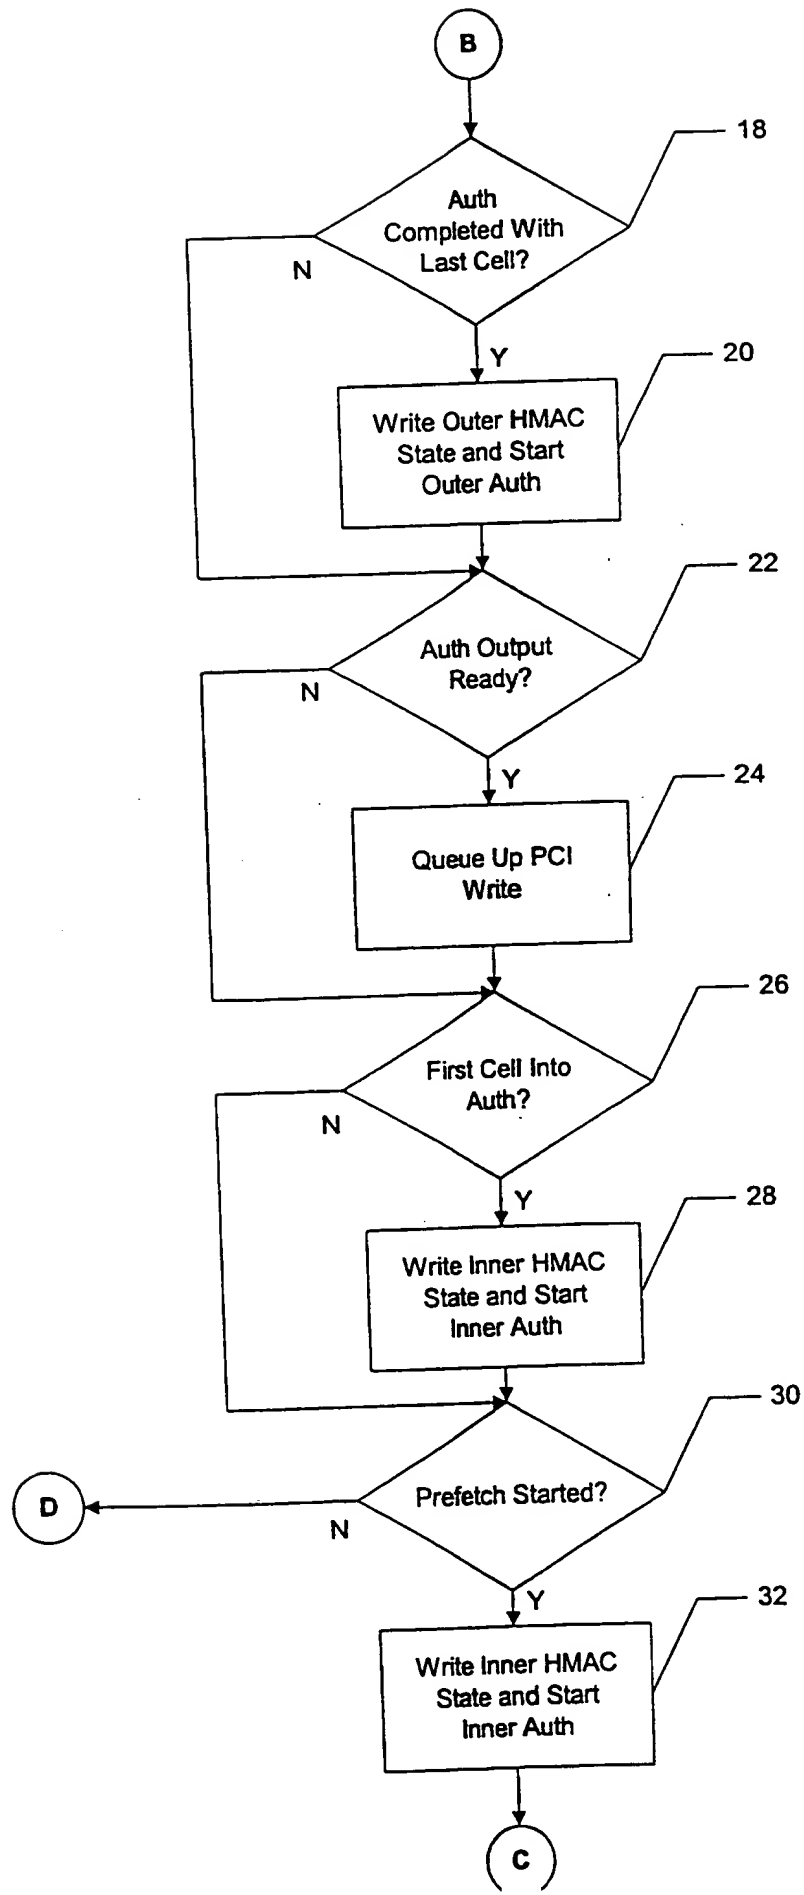 B
18
Auth
Completed With
Last Cell?
N
Y
20
Write Outer HMAC
State and Start
Outer Auth
22
Auth Output
Ready?
N
Y
24
Queue Up PCI
Write
26
First Cell Into
Auth?
N
Y
28
Write Inner HMAC
State and Start
Inner Auth
30
Prefetch Started?
D
N
Y
32
Write Inner HMAC
State and Start
Inner Auth
C